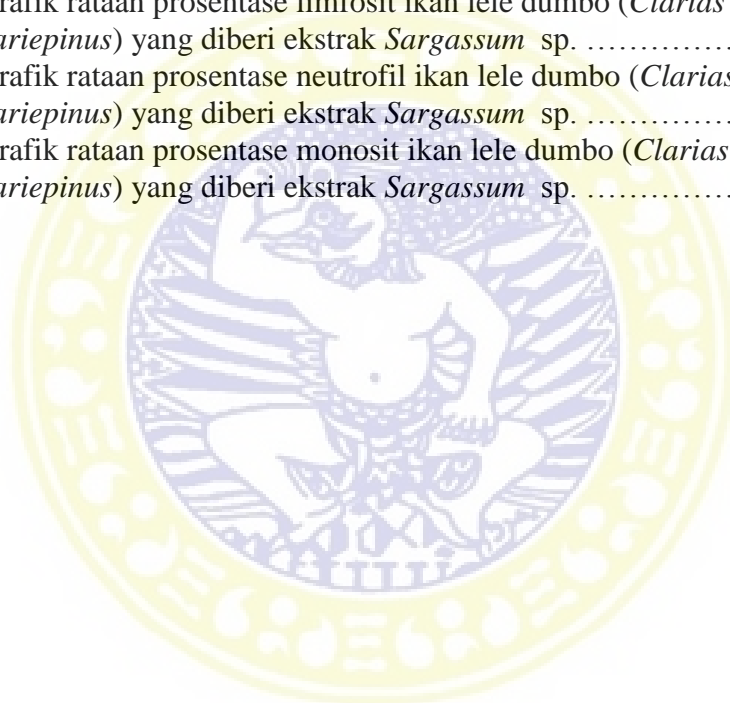 rafik rataan prosentase limfosit ikan lele dumbo (Clarias
ariepinus) yang diberi ekstrak Sargassum sp. ……………
rafik rataan prosentase neutrofil ikan lele dumbo (Clarias
ariepinus) yang diberi ekstrak Sargassum sp. ……………
rafik rataan prosentase monosit ikan lele dumbo (Clarias
ariepinus) yang diberi ekstrak Sargassum sp. ……………